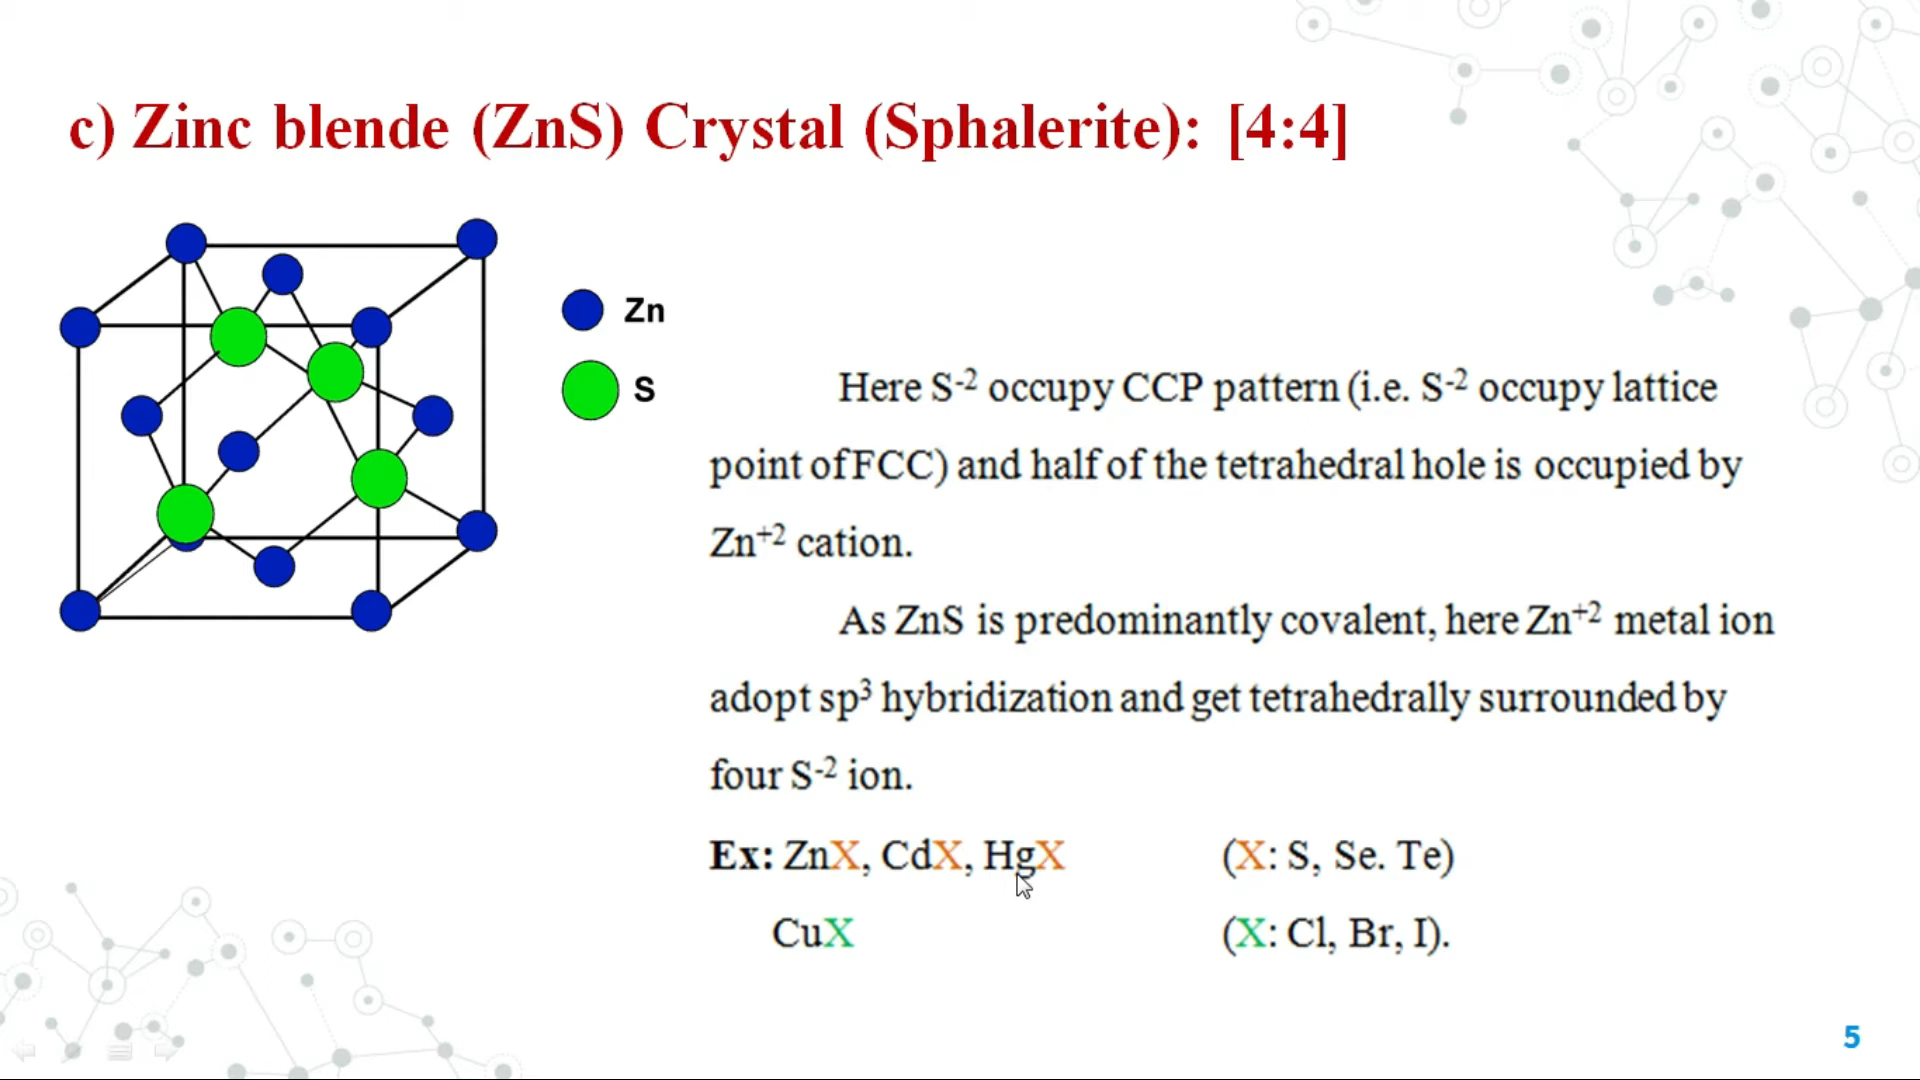 c) Zinc blende (ZnS) Crystal (Sphalerite): [4:4]
Zn
S
Here S⁻² occupy CCP pattern (i.e. S⁻² occupy lattice
point of FCC) and half of the tetrahedral hole is occupied by
Zn⁺² cation.
As ZnS is predominantly covalent, here Zn⁺² metal ion
adopt sp³ hybridization and get tetrahedrally surrounded by
four S⁻² ion.
Ex: ZnX, CdX, HgX (X: S, Se. Te)
CuX (X: Cl, Br, I).
5